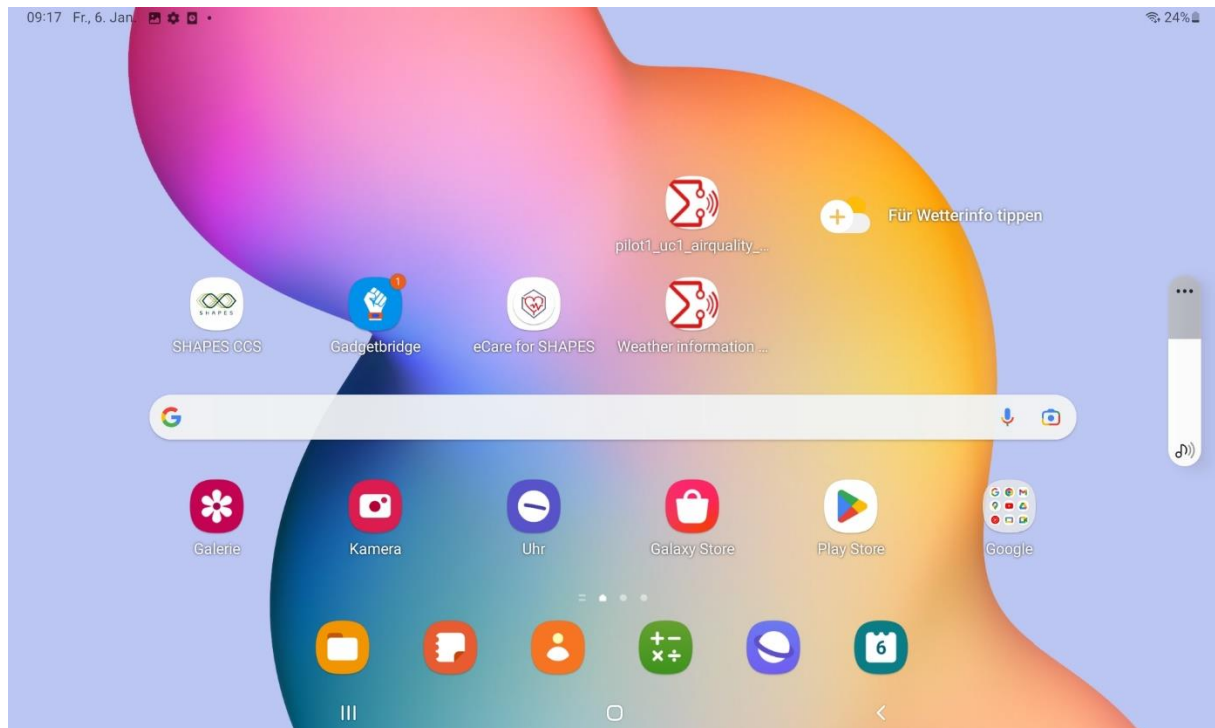 09:17 Fr., 6. Jan.
24%
pilot1_uc1_airquality_...
Für Wetterinfo tippen
SHAPES
1
SHAPES CCS
Gadgetbridge
eCare for SHAPES
Weather information ...
Galerie
Kamera
Uhr
Galaxy Store
Play Store
Google
6